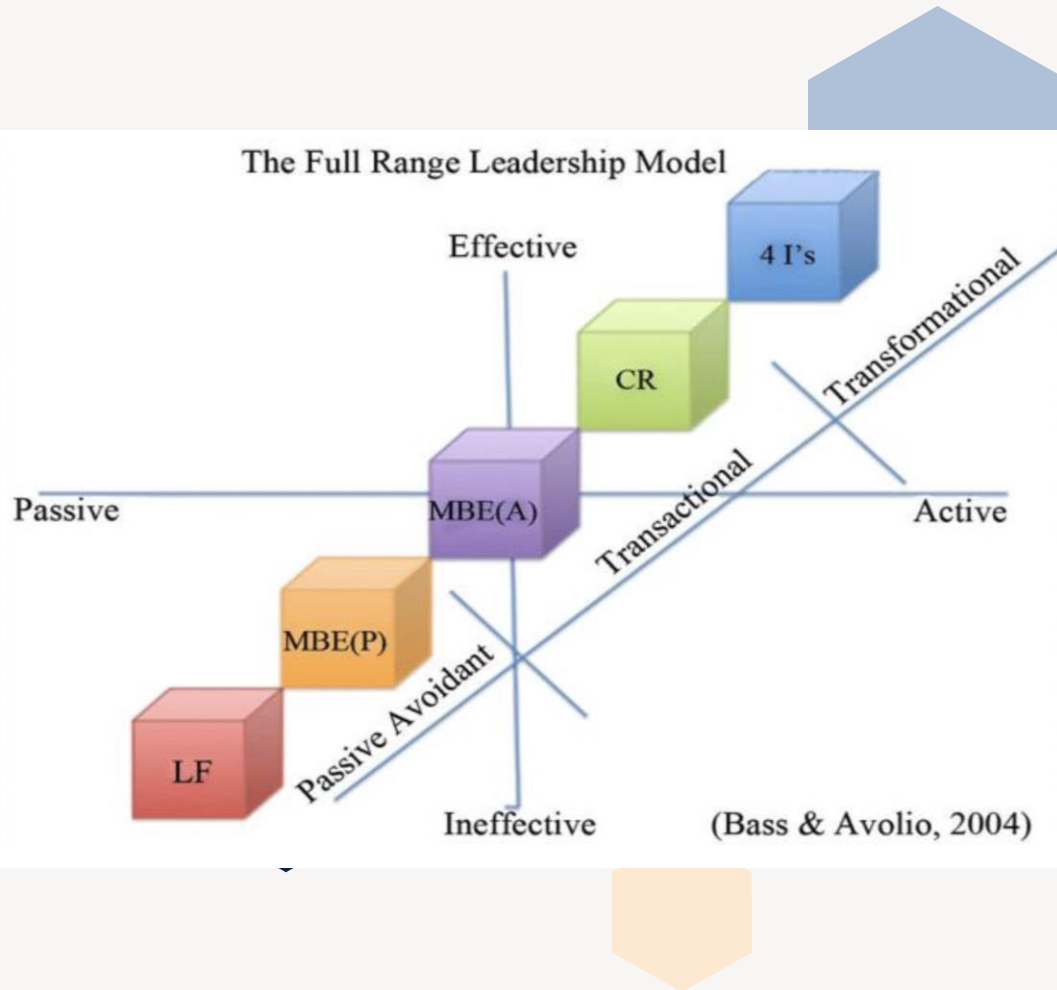 The Full Range Leadership Model
Effective
4 I's
Transformational
CR
Transactional
MBE(A)
Passive
Active
MBE(P)
Passive Avoidant
LF
Ineffective
(Bass & Avolio, 2004)